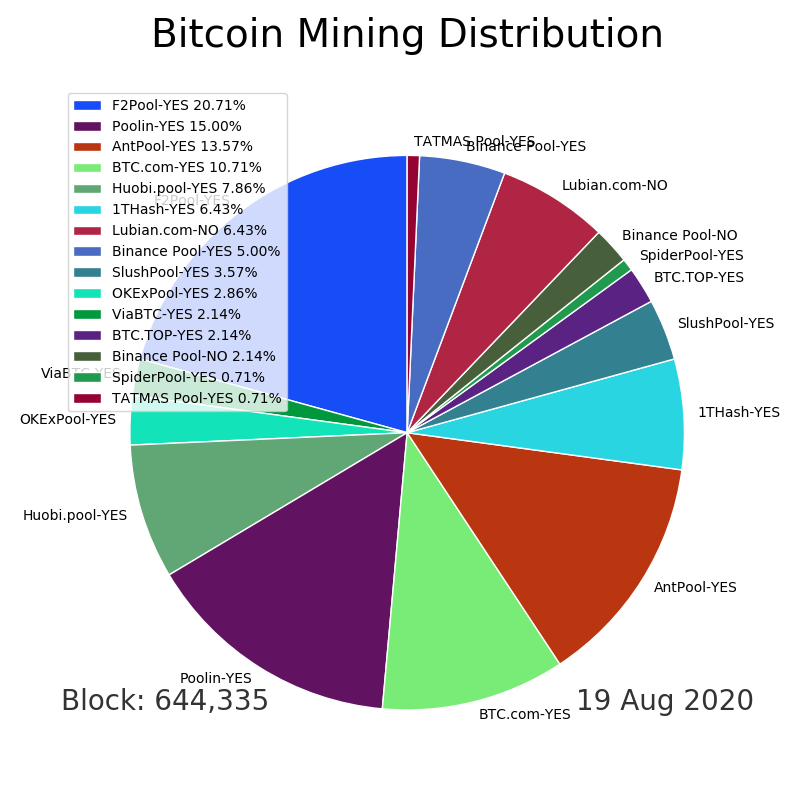 Bitcoin Mining Distribution
F2Pool-YES 20.71%
Poolin-YES 15.00%
AntPool-YES 13.57%
BTC.com-YES 10.71%
Huobi.pool-YES 7.86%
1THash-YES 6.43%
Lubian.com-NO 6.43%
Binance Pool-YES 5.00%
SlushPool-YES 3.57%
OKExPool-YES 2.86%
ViaBTC-YES 2.14%
BTC.TOP-YES 2.14%
Binance Pool-NO 2.14%
SpiderPool-YES 0.71%
TATMAS Pool-YES 0.71%
TATMAS Pool-YES
Binance Pool-YES
Lubian.com-NO
F2Pool-YES
Binance Pool-NO
SpiderPool-YES
BTC.TOP-YES
SlushPool-YES
ViaBTC-YES
1THash-YES
OKExPool-YES
Huobi.pool-YES
AntPool-YES
Poolin-YES
Block: 644,335
19 Aug 2020
BTC.com-YES